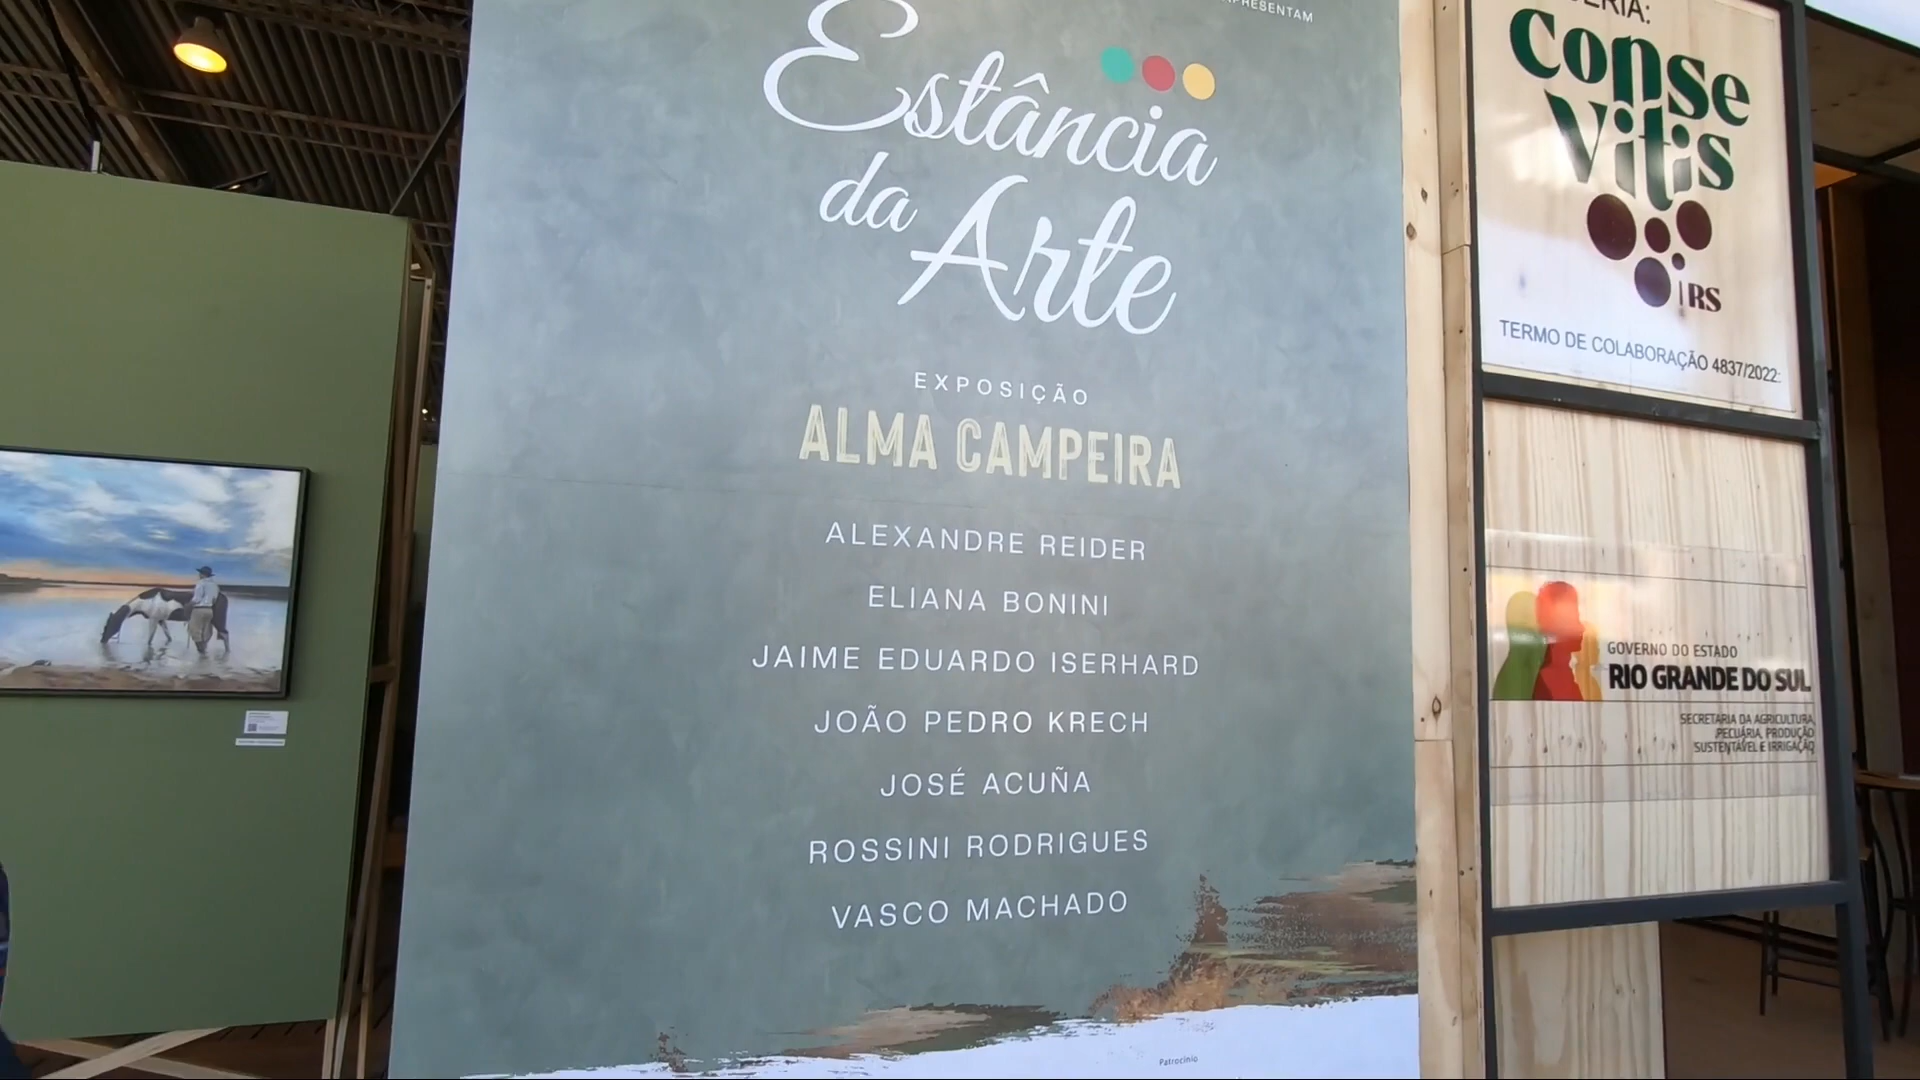 APRESENTAM
Estância
da Arte
EXPOSIÇÃO
ALMA CAMPEIRA
ALEXANDRE REIDER
ELIANA BONINI
JAIME EDUARDO ISERHARD
JOÃO PEDRO KRECH
JOSÉ ACUÑA
ROSSINI RODRIGUES
VASCO MACHADO
Patrocínio
Conse
Vitis
RS
TERMO DE COLABORAÇÃO 4837/2022:
GOVERNO DO ESTADO
RIO GRANDE DO SUL
SECRETARIA DA AGRICULTURA,
PECUÁRIA, PRODUÇÃO
SUSTENTÁVEL E IRRIGAÇÃO